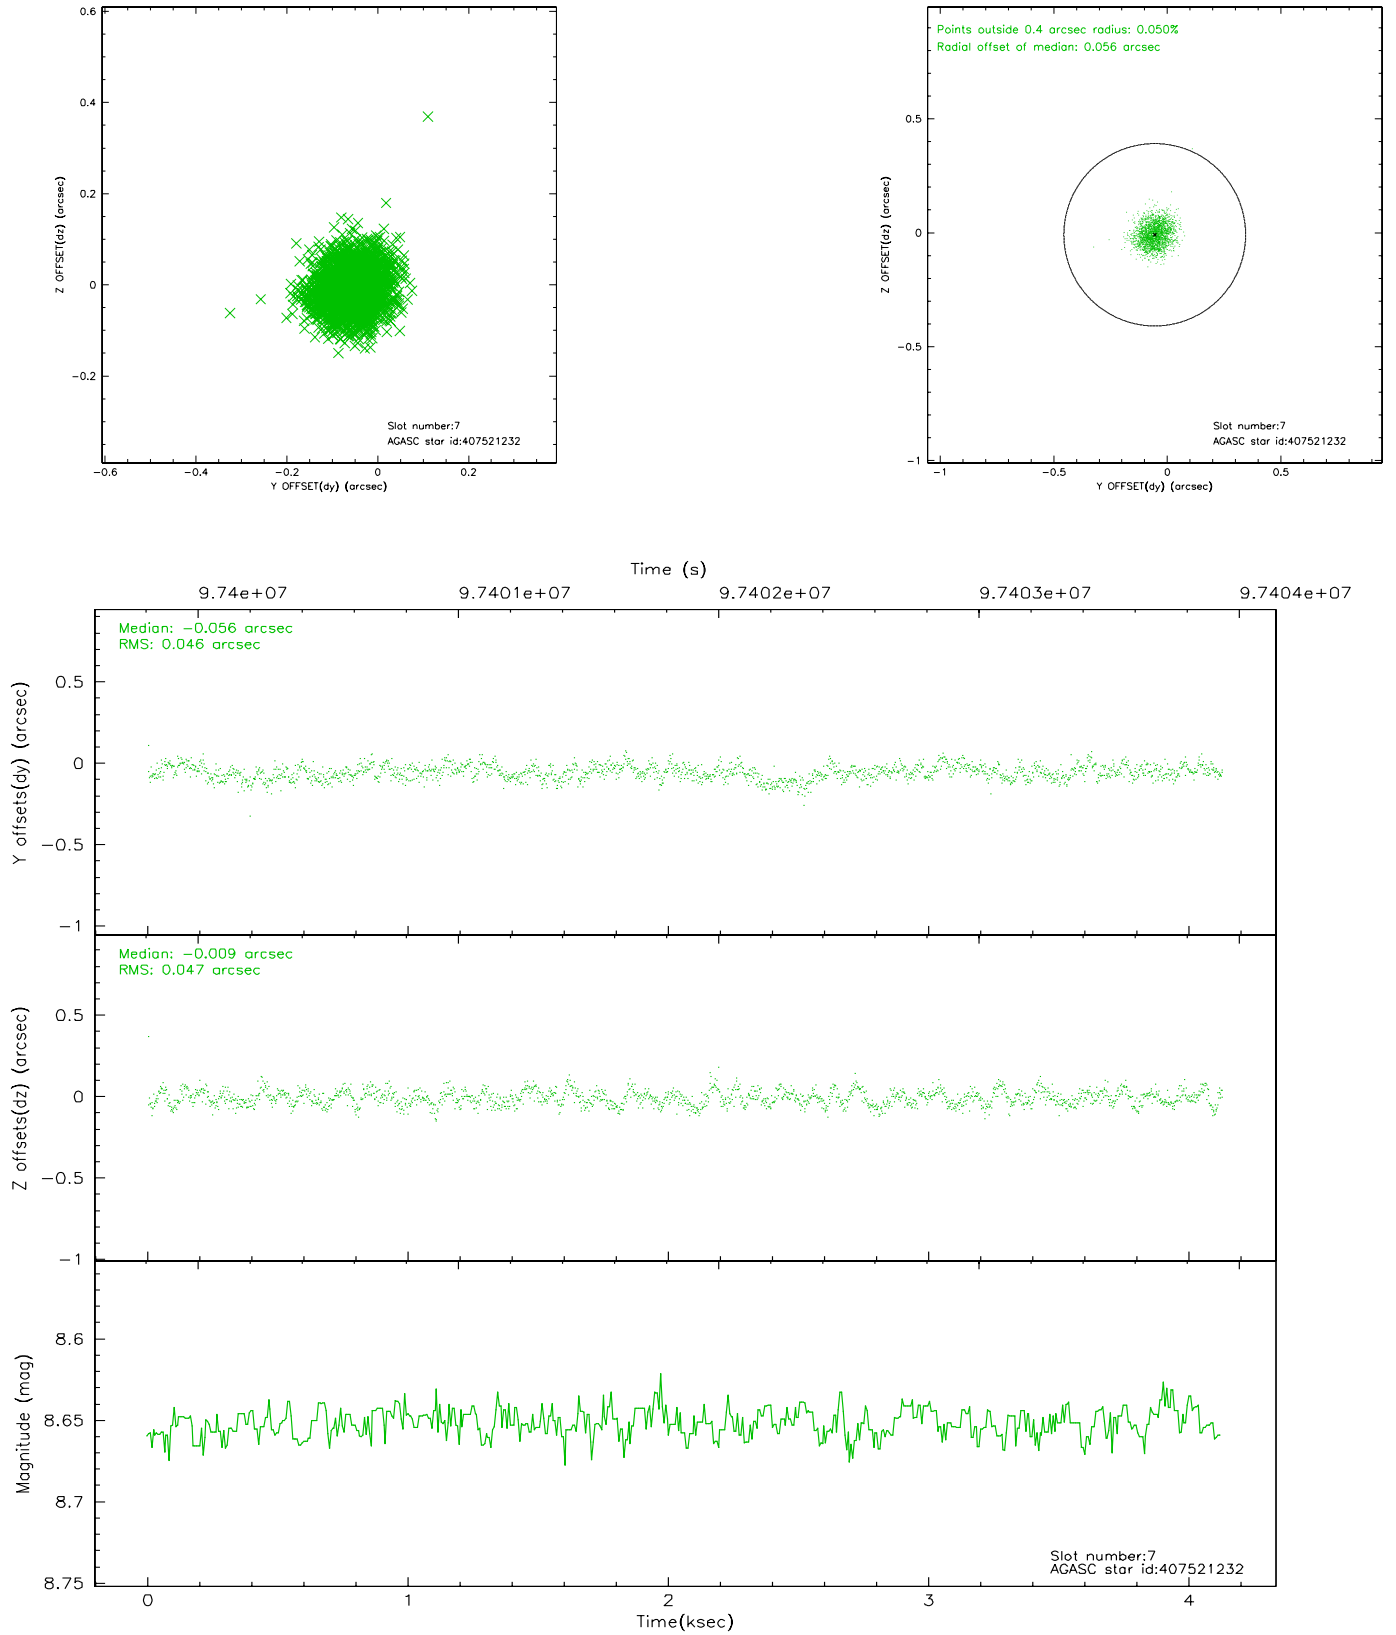 0.6
0.4
0.2
0
−0.2
−0.6
−0.4
−0.2
0
0.2
Z OFFSET(dz) (arcsec)
Y OFFSET(dy) (arcsec)
Slot number:7
AGASC star id:407521232
Points outside 0.4 arcsec radius: 0.050%
Radial offset of median: 0.056 arcsec
0.5
0
−0.5
−1
−1
−0.5
0
0.5
Z OFFSET(dz) (arcsec)
Y OFFSET(dy) (arcsec)
Slot number:7
AGASC star id:407521232
Time (s)
9.74e+07
9.7401e+07
9.7402e+07
9.7403e+07
9.7404e+07
Median: −0.056 arcsec
RMS: 0.046 arcsec
0.5
0
−0.5
−1
Y offsets(dy) (arcsec)
Median: −0.009 arcsec
RMS: 0.047 arcsec
0.5
0
−0.5
−1
Z offsets(dz) (arcsec)
8.6
8.65
8.7
8.75
Magnitude (mag)
Slot number:7
AGASC star id:407521232
0
1
2
3
4
Time(ksec)